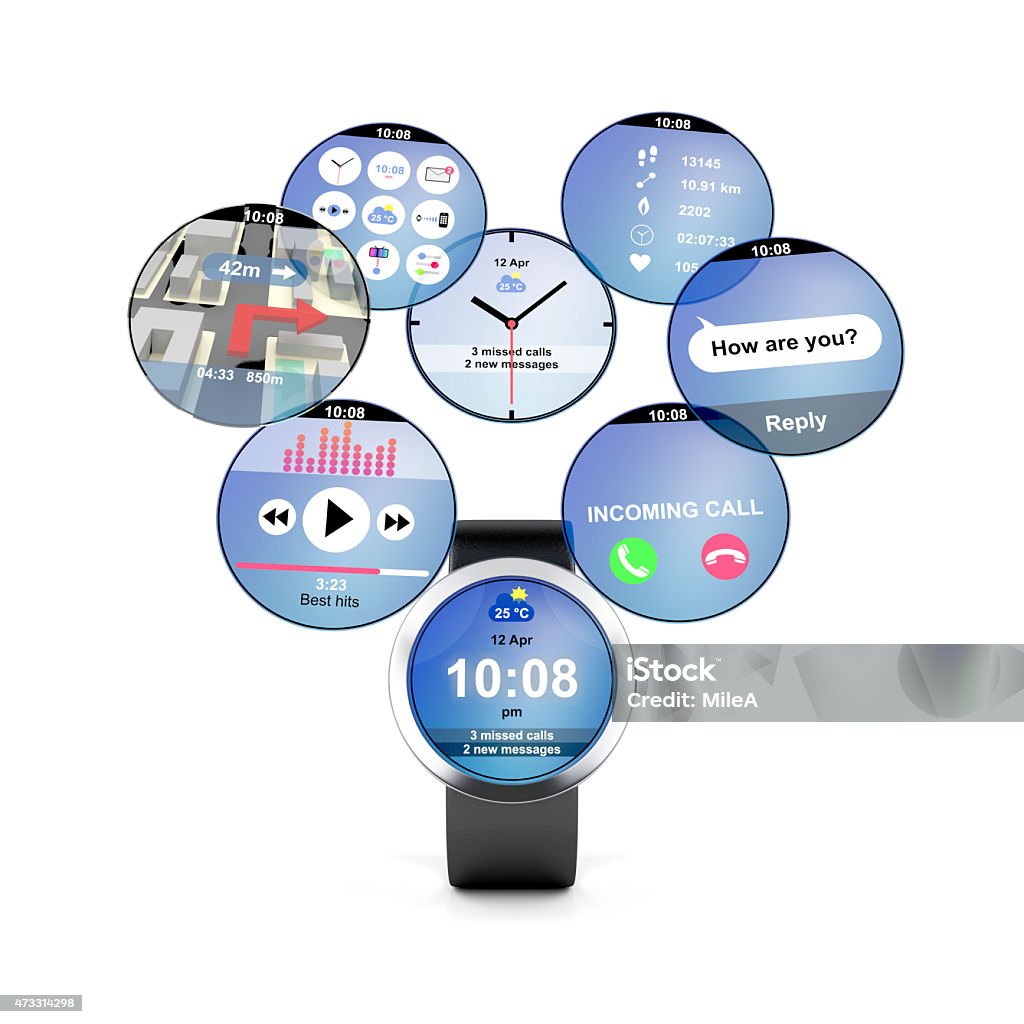 10:08
10:08
pm
2
25 °C
10:08
13145
10.91 km
2202
02:07:33
105
10:08
42m
04:33 850m
12 Apr
25 °C
3 missed calls
2 new messages
10:08
How are you?
Reply
10:08
3:23
Best hits
10:08
INCOMING CALL
25 °C
12 Apr
10:08
pm
3 missed calls
2 new messages
iStock™
Credit: MileA
473314298